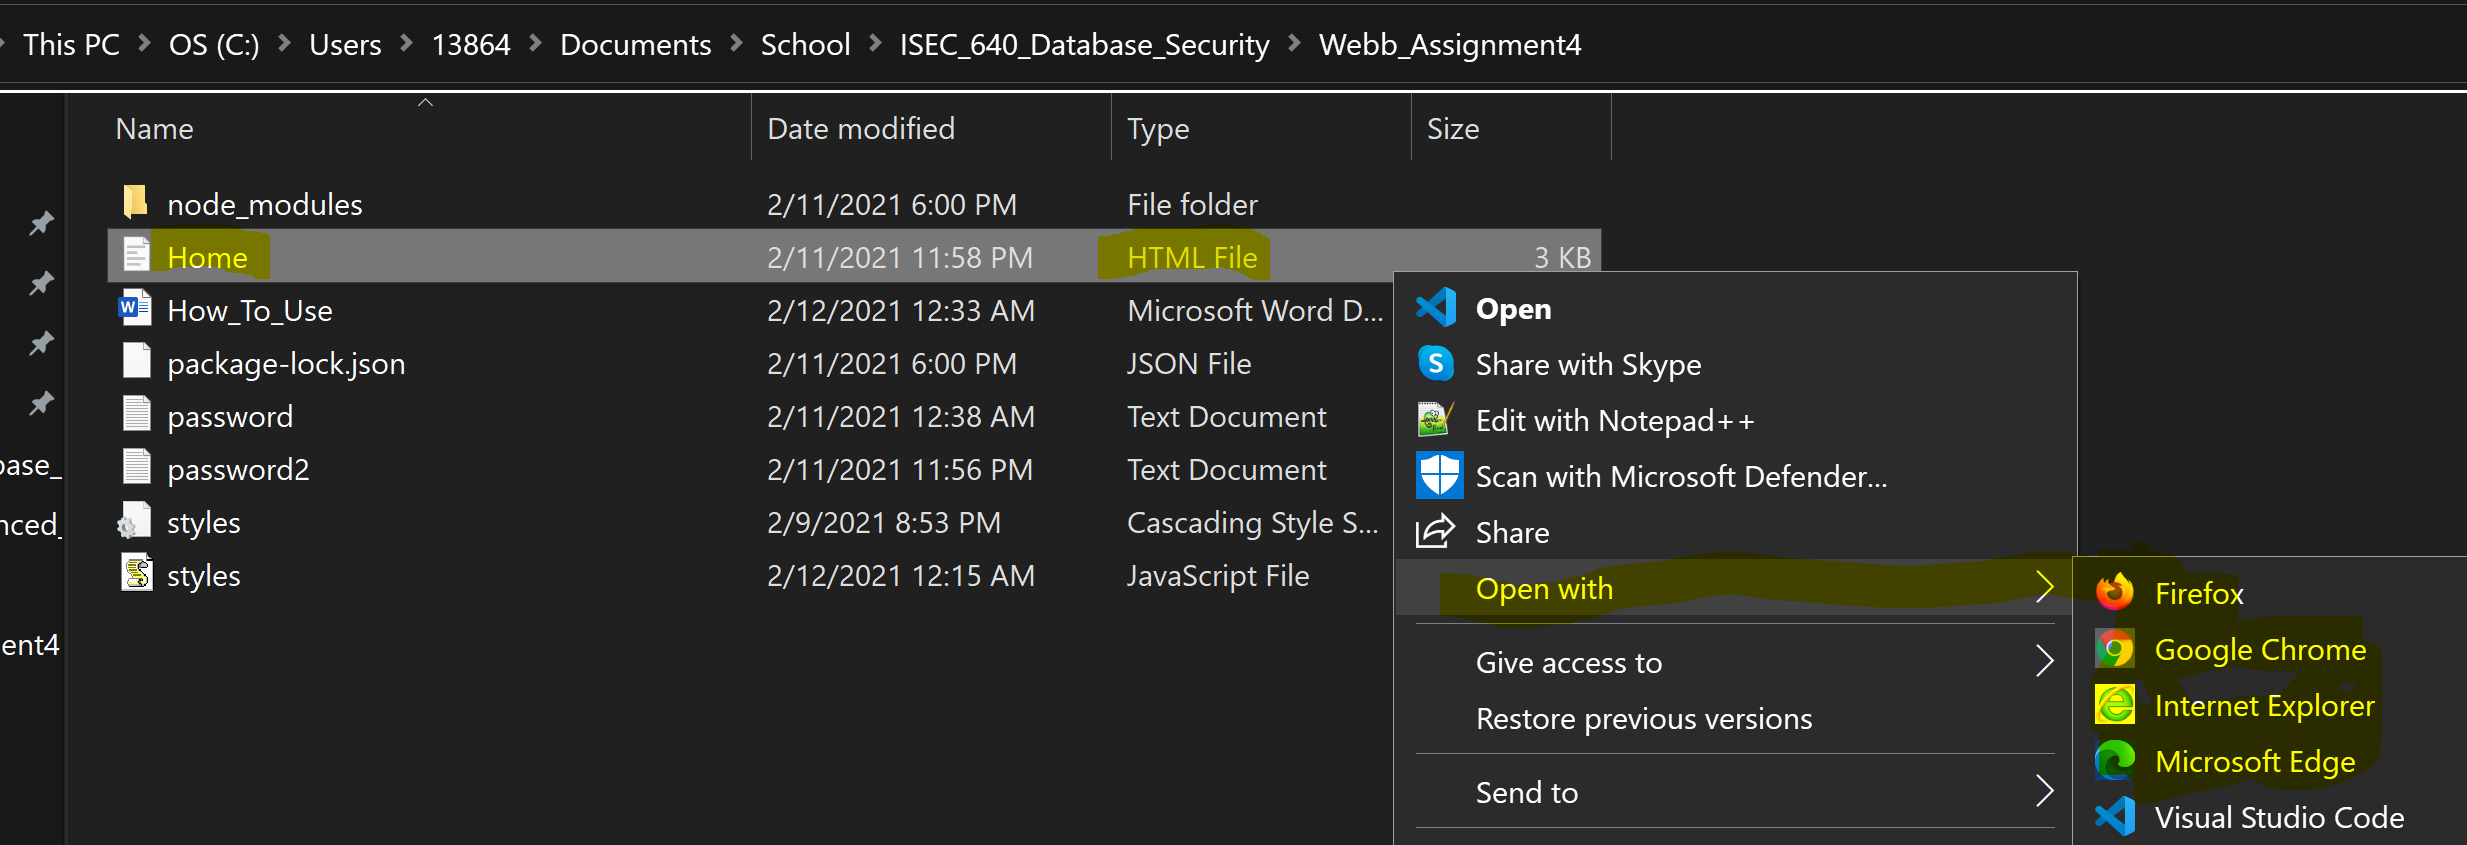 This PC > OS (C:) > Users > 13864 > Documents > School > ISEC_640_Database_Security > Webb_Assignment4
Name Date modified Type Size
node_modules 2/11/2021 6:00 PM File folder
Home 2/11/2021 11:58 PM HTML File 3 KB
How_To_Use 2/12/2021 12:33 AM Microsoft Word D...
package-lock.json 2/11/2021 6:00 PM JSON File
password 2/11/2021 12:38 AM Text Document
password2 2/11/2021 11:56 PM Text Document
styles 2/9/2021 8:53 PM Cascading Style S...
styles 2/12/2021 12:15 AM JavaScript File
base_
nced_
ent4
Open
Share with Skype
Edit with Notepad++
Scan with Microsoft Defender...
Share
Open with
Give access to
Restore previous versions
Send to
Firefox
Google Chrome
Internet Explorer
Microsoft Edge
Visual Studio Code